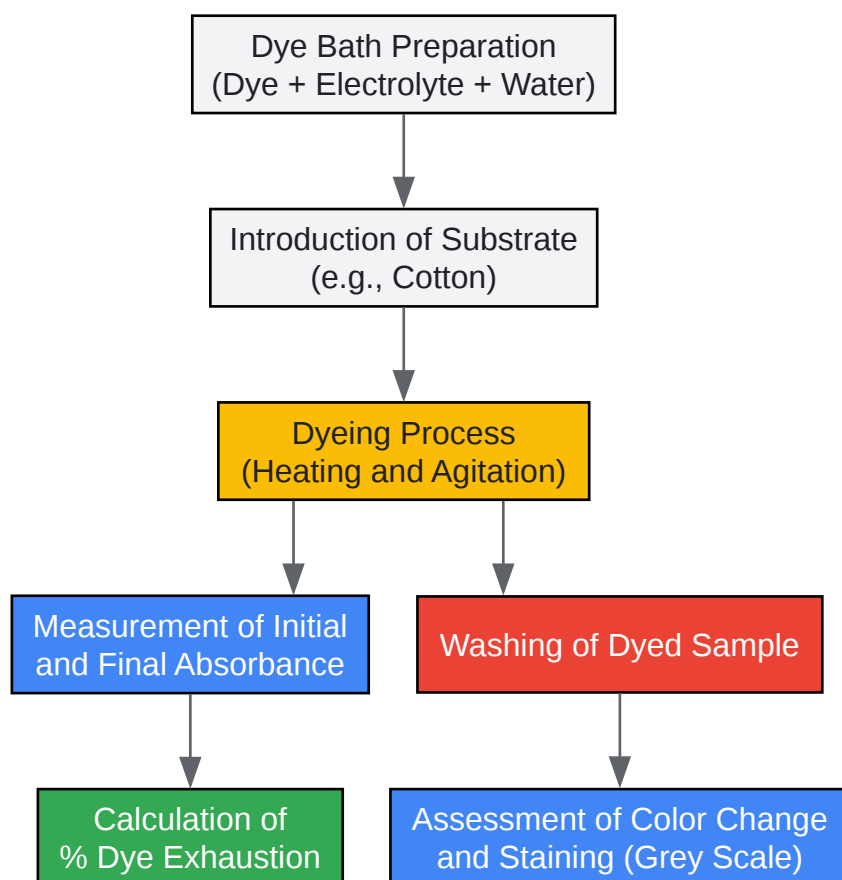 Dye Bath Preparation
(Dye + Electrolyte + Water)
Introduction of Substrate
(e.g., Cotton)
Dyeing Process
(Heating and Agitation)
Measurement of Initial
and Final Absorbance
Washing of Dyed Sample
Calculation of
% Dye Exhaustion
Assessment of Color Change
and Staining (Grey Scale)